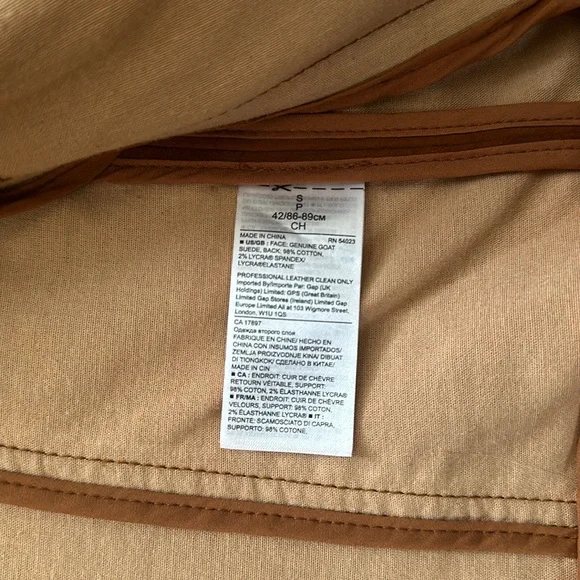 S
P
42/86-89CM
CH
MADE IN CHINA RN 54023
■ US/GB : FACE: GENUINE GOAT
SUEDE, BACK: 98% COTTON,
2% LYCRA® SPANDEX/
LYCRA®ELASTANE
PROFESSIONAL LEATHER CLEAN ONLY
Imported By/Importe Par: Gap (UK
Holdings) Limited: GPS (Great Britain)
Limited Gap Stores (Ireland) Limited Gap
Europe Limited All at 103 Wigmore Street,
London, W1U 1QS
CA 17897
Одежда второго слоя
FABRIQUE EN CHINE/ HECHO EN
CHINA CON INSUMOS IMPORTADOS/
ZEMLJA PROIZVODNJE KINA/ DIBUAT
DI TIONGKOK/ СДЕЛАНО В КИТАЕ/
MADE IN CIN
■ CA : ENDROIT: CUIR DE CHÈVRE
RETOURN VÉITABLE, SUPPORT:
98% COTON, 2% ÉLASTHANNE LYCRA®
■ FR/MA : ENDROIT: CUIR DE CHÈVRE
VELOURS, SUPPORT: 98% COTON,
2% ÉLASTHANNE LYCRA® ■ IT :
FRONTE: SCAMOSCIATO DI CAPRA,
SUPPORTO: 98% COTONE,